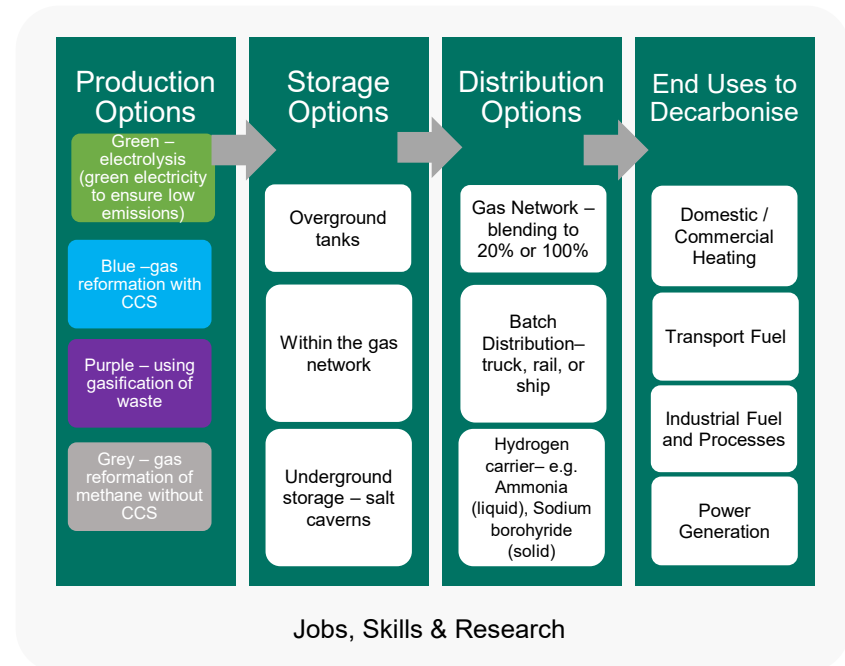 Production
Options
Green –
electrolysis
(green electricity
to ensure low
emissions)
Blue –gas
reformation with
CCS
Purple – using
gasification of
waste
Grey – gas
reformation of
methane without
CCS
Storage
Options
Overground
tanks
Within the gas
network
Underground
storage – salt
caverns
Distribution
Options
Gas Network –
blending to
20% or 100%
Batch
Distribution–
truck, rail, or
ship
Hydrogen
carrier– e.g.
Ammonia
(liquid), Sodium
borohyride
(solid)
End Uses to
Decarbonise
Domestic /
Commercial
Heating
Transport Fuel
Industrial Fuel
and Processes
Power
Generation
Jobs, Skills & Research